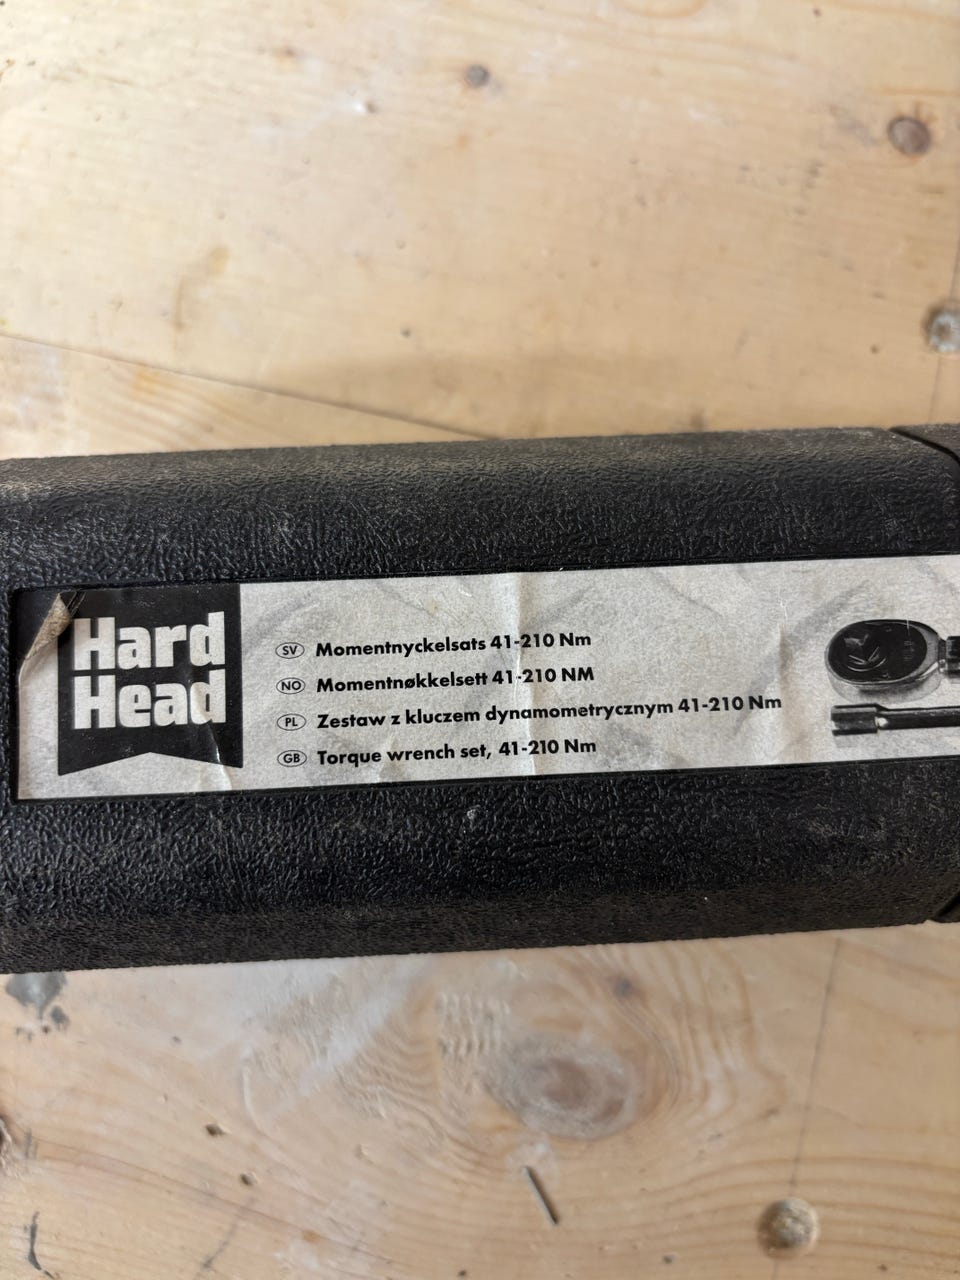 Hard
Head
SV Momentnyckelsats 41-210 Nm
NO Momentnøkkelsett 41-210 NM
PL Zestaw z kluczem dynamometrycznym 41-210 Nm
GB Torque wrench set, 41-210 Nm